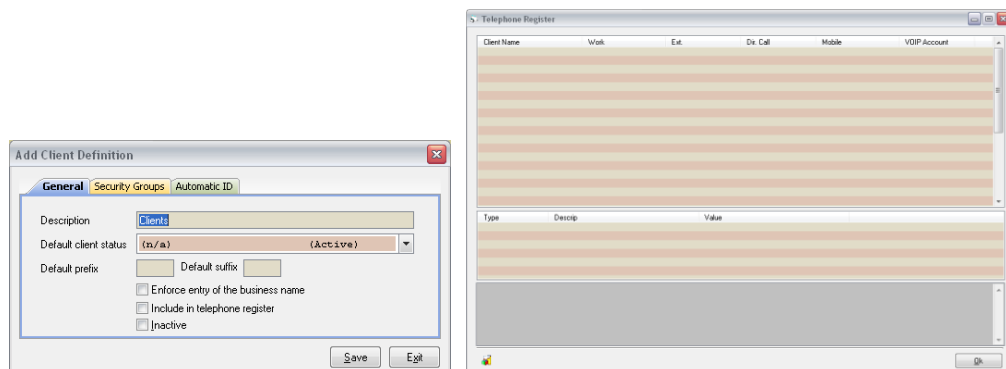 Telephone Register
Client Name Work Ext. Dir. Call Mobile VOIP Account
Type Descrip Value
Ok
Add Client Definition
General Security Groups Automatic ID
Description Clients
Default client status (n/a) (Active)
Default prefix Default suffix
Enforce entry of the business name
Include in telephone register
Inactive
Save Exit